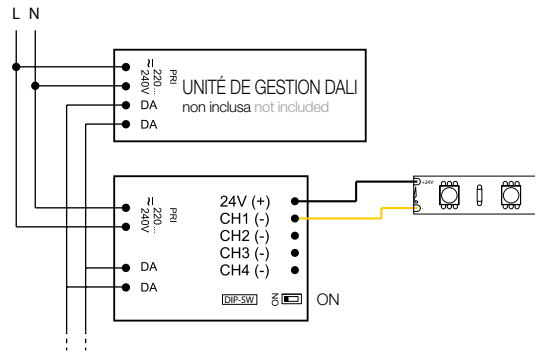 L N
≂
220...
240V
PRI
UNITÉ DE GESTION DALI
non inclusa not included
DA
DA
≂
220...
240V
PRI
DA
DA
24V (+)
CH1 (-)
CH2 (-)
CH3 (-)
CH4 (-)
DIP-SW
ON
ON
+24V